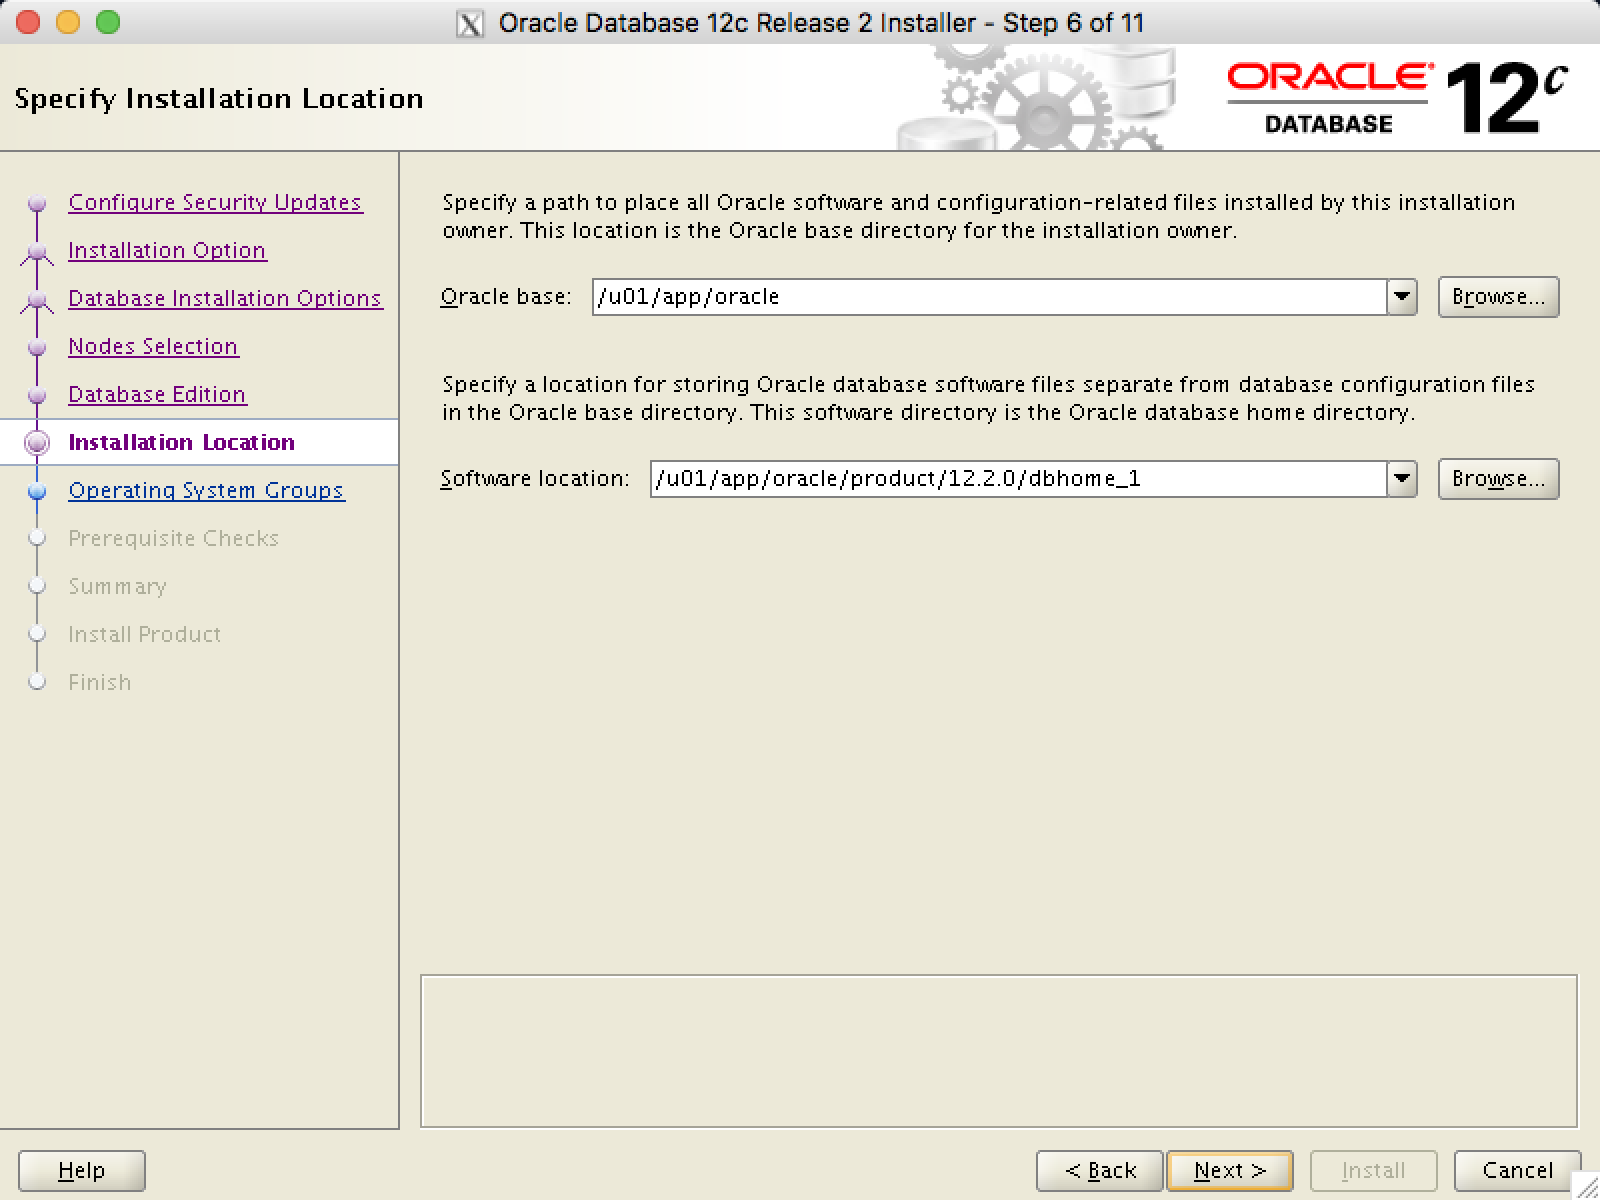 Oracle Database 12c Release 2 Installer - Step 6 of 11
Specify Installation Location
ORACLE®
DATABASE
12c
Configure Security Updates
Installation Option
Database Installation Options
Nodes Selection
Database Edition
Installation Location
Operating System Groups
Prerequisite Checks
Summary
Install Product
Finish
Specify a path to place all Oracle software and configuration-related files installed by this installation
owner. This location is the Oracle base directory for the installation owner.
Oracle base: /u01/app/oracle Browse...
Specify a location for storing Oracle database software files separate from database configuration files
in the Oracle base directory. This software directory is the Oracle database home directory.
Software location: /u01/app/oracle/product/12.2.0/dbhome_1 Browse...
Help < Back Next > Install Cancel